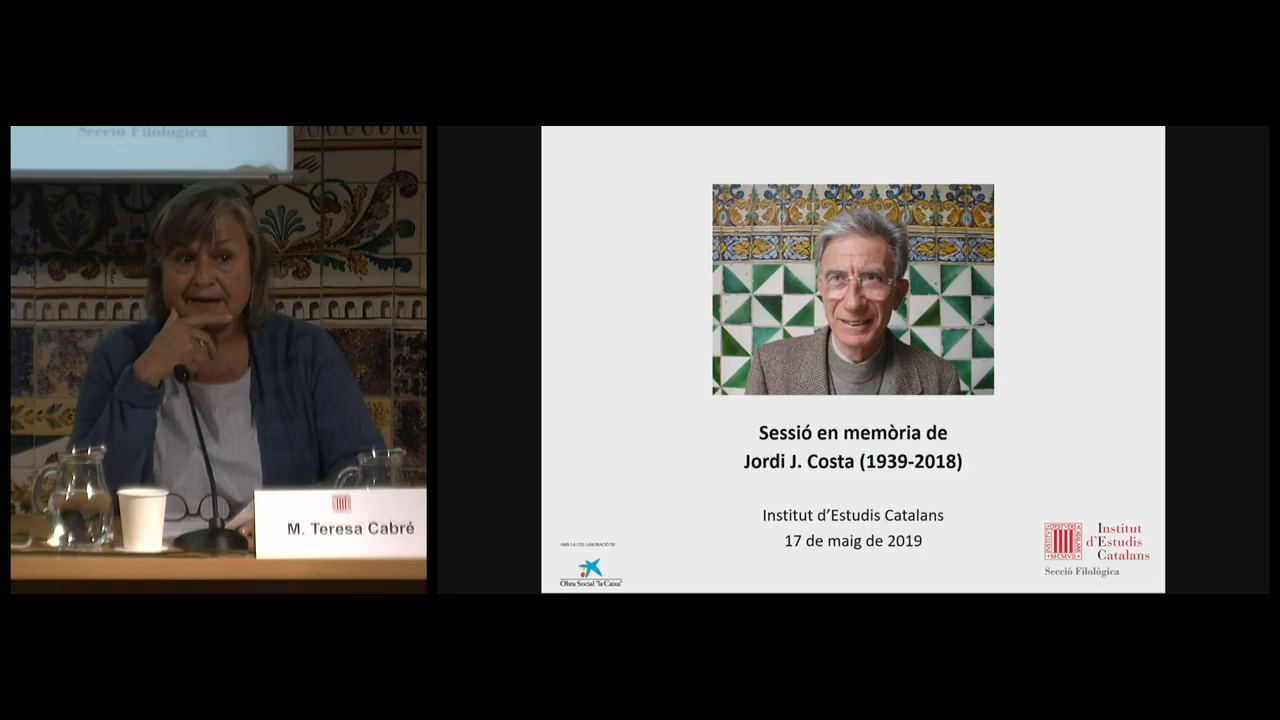 Secció Filològica
M. Teresa Cabré
Sessió en memòria de
Jordi J. Costa (1939-2018)
Institut d'Estudis Catalans
17 de maig de 2019
AMB LA COL·LABORACIÓ DE
Obra Social "la Caixa"
Institut
d'Estudis
Catalans
Secció Filològica